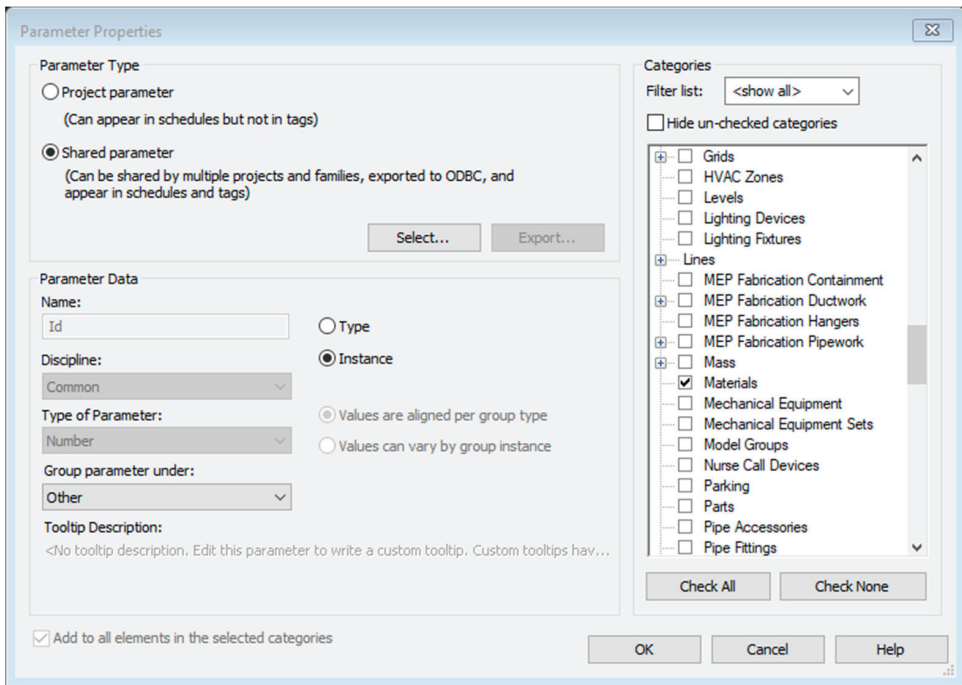 Parameter Properties
Parameter Type
Project parameter
(Can appear in schedules but not in tags)
Shared parameter
(Can be shared by multiple projects and families, exported to ODBC, and
appear in schedules and tags)
Select...
Export...
Parameter Data
Name:
Id
Type
Instance
Discipline:
Common
Type of Parameter:
Number
Values are aligned per group type
Values can vary by group instance
Group parameter under:
Other
Tooltip Description:
<No tooltip description. Edit this parameter to write a custom tooltip. Custom tooltips hav...
Add to all elements in the selected categories
Categories
Filter list:
<show all>
Hide un-checked categories
Grids
HVAC Zones
Levels
Lighting Devices
Lighting Fixtures
Lines
MEP Fabrication Containment
MEP Fabrication Ductwork
MEP Fabrication Hangers
MEP Fabrication Pipework
Mass
Materials
Mechanical Equipment
Mechanical Equipment Sets
Model Groups
Nurse Call Devices
Parking
Parts
Pipe Accessories
Pipe Fittings
Check All
Check None
OK
Cancel
Help